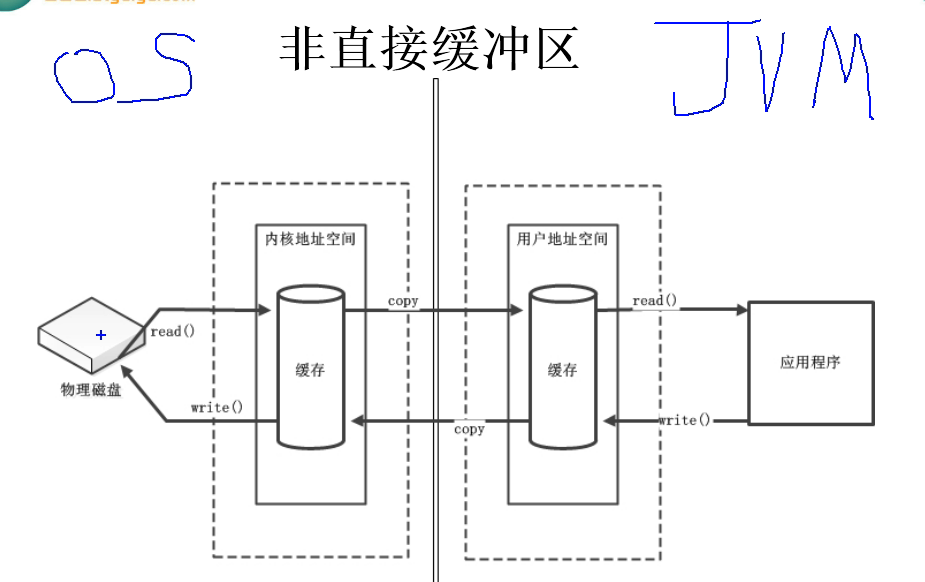 非直接缓冲区
OS
JVM
内核地址空间
用户地址空间
copy
read()
read()
缓存
缓存
应用程序
物理磁盘
write()
copy
write()